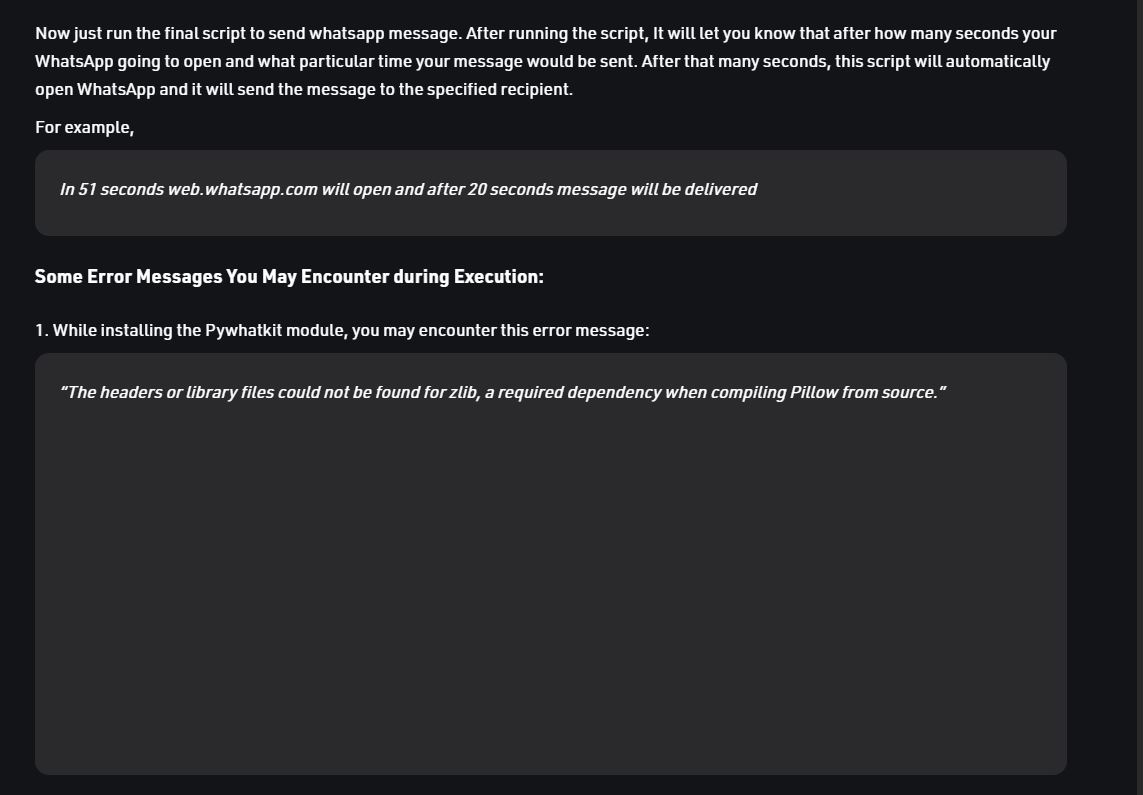 Now just run the final script to send whatsapp message. After running the script, It will let you know that after how many seconds your
WhatsApp going to open and what particular time your message would be sent. After that many seconds, this script will automatically
open WhatsApp and it will send the message to the specified recipient.
For example,
In 51 seconds web.whatsapp.com will open and after 20 seconds message will be delivered
Some Error Messages You May Encounter during Execution:
1. While installing the Pywhatkit module, you may encounter this error message:
“The headers or library files could not be found for zlib, a required dependency when compiling Pillow from source.”